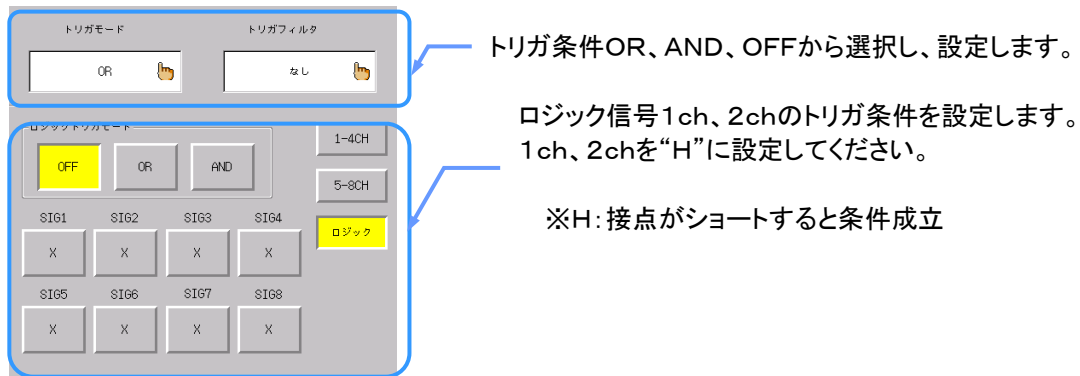 トリガモード トリガフィルタ
OR なし
トリガ条件OR、AND、OFFから選択し、設定します。
ロジック信号1ch、2chのトリガ条件を設定します。
1ch、2chを“H”に設定してください。
※H:接点がショートすると条件成立
ロジックトリガモード
OFF OR AND
1-4CH
5-8CH
ロジック
SIG1 SIG2 SIG3 SIG4
X X X X
SIG5 SIG6 SIG7 SIG8
X X X X